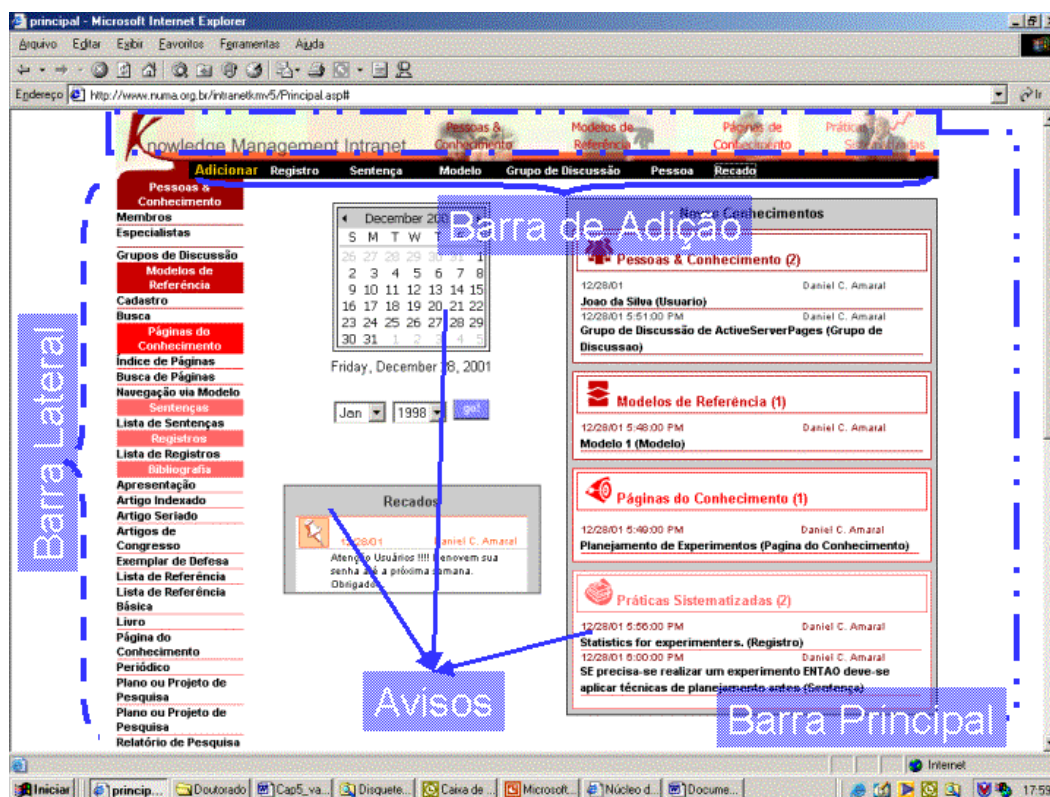 principal - Microsoft Internet Explorer
Arquivo Editar Exibir Favoritos Ferramentas Ajuda
Endereço http://www.numa.org.br/intranetkmv5/Principal.asp# Ir
Knowledge Management Intranet
Pessoas & Conhecimento
Modelos de Referência
Páginas de Conhecimento
Práticas Sistematizadas
Adicionar Registro Sentença Modelo Grupo de Discussão Pessoa Recado
Barra de Adição
Barra Lateral
Pessoas &
Conhecimento
Membros
Especialistas
Grupos de Discussão
Modelos de
Referência
Cadastro
Busca
Páginas do
Conhecimento
Índice de Páginas
Busca de Páginas
Navegação via Modelo
Sentenças
Lista de Sentenças
Registros
Lista de Registros
Bibliografia
Apresentação
Artigo Indexado
Artigo Seriado
Artigos de
Congresso
Exemplar de Defesa
Lista de Referência
Lista de Referência
Básica
Livro
Página do
Conhecimento
Periódico
Plano ou Projeto de
Pesquisa
Plano ou Projeto de
Pesquisa
Relatório de Pesquisa
December 200
S M T W T F S
26 27 28 29 30 31 1
2 3 4 5 6 7 8
9 10 11 12 13 14 15
16 17 18 19 20 21 22
23 24 25 26 27 28 29
30 31 1 2 3 4 5
Friday, December 28, 2001
Jan 1998 go!
Recados
12/28/01 Daniel C. Amaral
Atenção Usuários !!!! Renovem sua
senha até a próxima semana.
Obrigado
Avisos
Novos Conhecimentos
Pessoas & Conhecimento (2)
12/28/01 Daniel C. Amaral
Joao da Silva (Usuario)
12/28/01 5:51:00 PM Daniel C. Amaral
Grupo de Discussão de ActiveServerPages (Grupo de
Discussao)
Modelos de Referência (1)
12/28/01 5:48:00 PM Daniel C. Amaral
Modelo 1 (Modelo)
Páginas do Conhecimento (1)
12/28/01 5:49:00 PM Daniel C. Amaral
Planejamento de Experimentos (Pagina do Conhecimento)
Práticas Sistematizadas (2)
12/28/01 5:56:00 PM Daniel C. Amaral
Statistics for experimenters. (Registro)
12/28/01 6:00:00 PM Daniel C. Amaral
SE precisa-se realizar um experimento ENTAO deve-se
aplicar técnicas de planejamento antes (Sentença)
Barra Principal
Internet
Iniciar princip... Doutorado Cap5_va... Disquete... Caixa de ... Microsoft... Núcleo d... Docume... 17:59